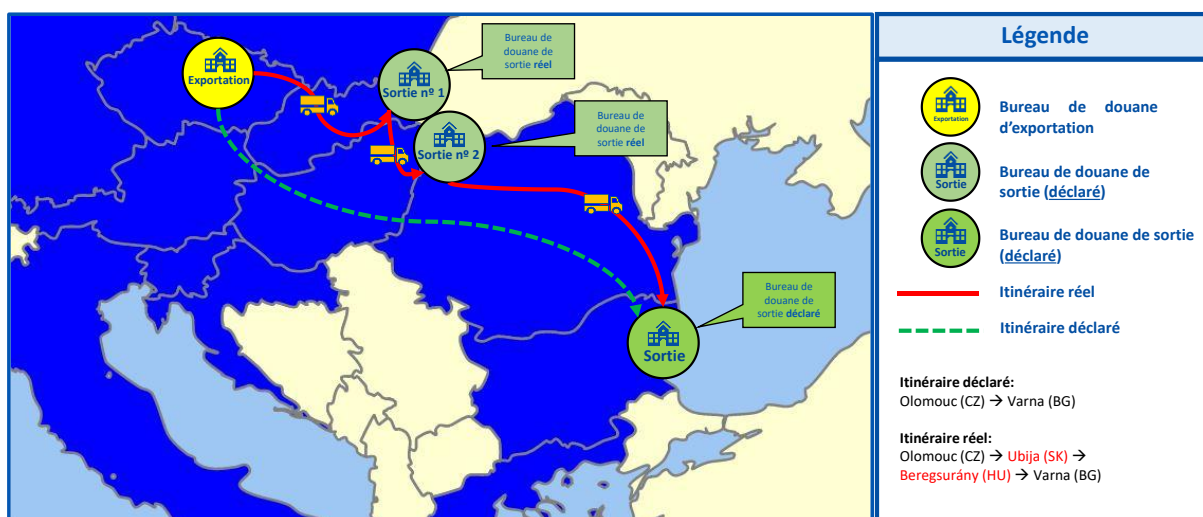 Exportation
Sortie nº 1
Bureau de
douane de
sortie réel
Sortie nº 2
Bureau de
douane de
sortie réel
Bureau de
douane de
sortie déclaré
Sortie
Légende
Exportation
Bureau de douane
d’exportation
Sortie
Bureau de douane de
sortie (déclaré)
Sortie
Bureau de douane de sortie
(déclaré)
Itinéraire réel
Itinéraire déclaré
Itinéraire déclaré:
Olomouc (CZ) → Varna (BG)
Itinéraire réel:
Olomouc (CZ) → Ubija (SK) →
Beregsurány (HU) → Varna (BG)